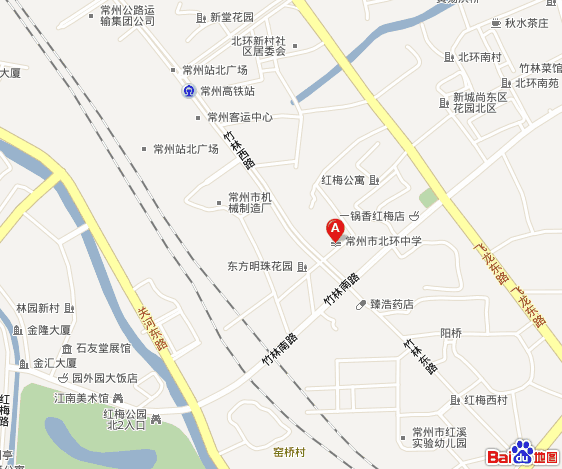 常州公路运
输集团公司
新堂花园
秋水茶庄
北环新村社
区居委会
北环南村
竹林菜馆
大厦
常州站北广场
北环南苑
常州高铁站
新城尚东区
花园北区
常州客运中心
竹林西路
常州站北广场
红梅公寓
常州市机
械制造厂
一锅香红梅店
A
常州市北环中学
飞龙东路
东方明珠花园
竹林南路
飞龙东路
臻浩药店
林园新村
关河东路
金隆大厦
阳桥
竹林南路
石友堂展馆
竹林东路
金汇大厦
园外园大饭店
江南美术馆
红梅西村
红梅路
红梅公园
北2入口
常州市红溪
实验幼儿园
窑桥村
Bai du 地图